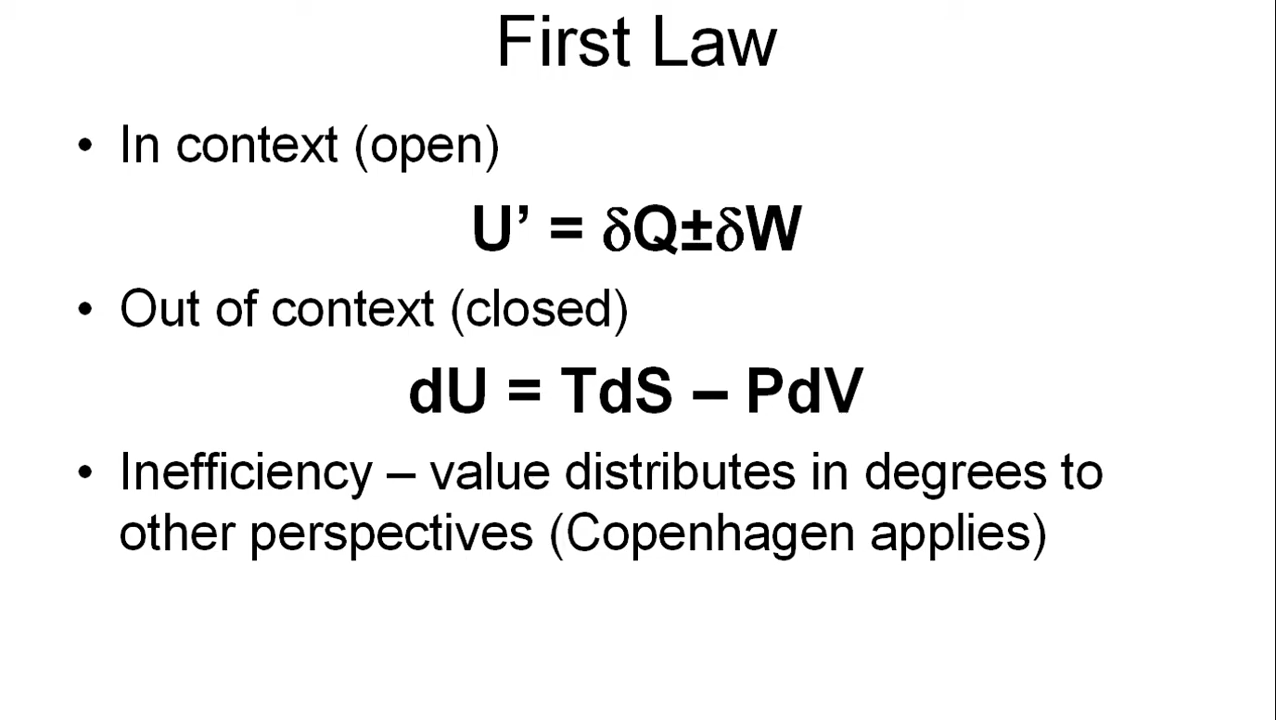 First Law
• In context (open)
U’ = δQ±δW
• Out of context (closed)
dU = TdS – PdV
• Inefficiency – value distributes in degrees to
other perspectives (Copenhagen applies)